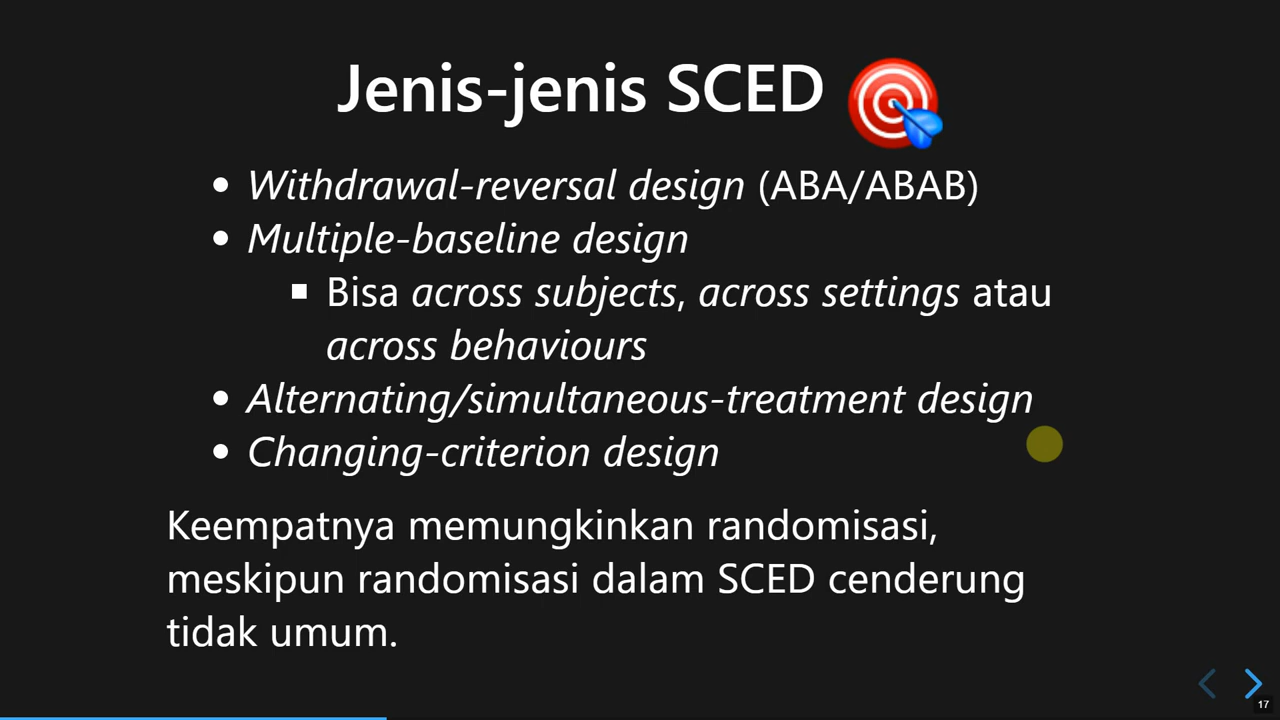 Jenis-jenis SCED
Withdrawal-reversal design (ABA/ABAB)
Multiple-baseline design
Bisa across subjects, across settings atau
across behaviours
Alternating/simultaneous-treatment design
Changing-criterion design
Keempatnya memungkinkan randomisasi,
meskipun randomisasi dalam SCED cenderung
tidak umum.
17